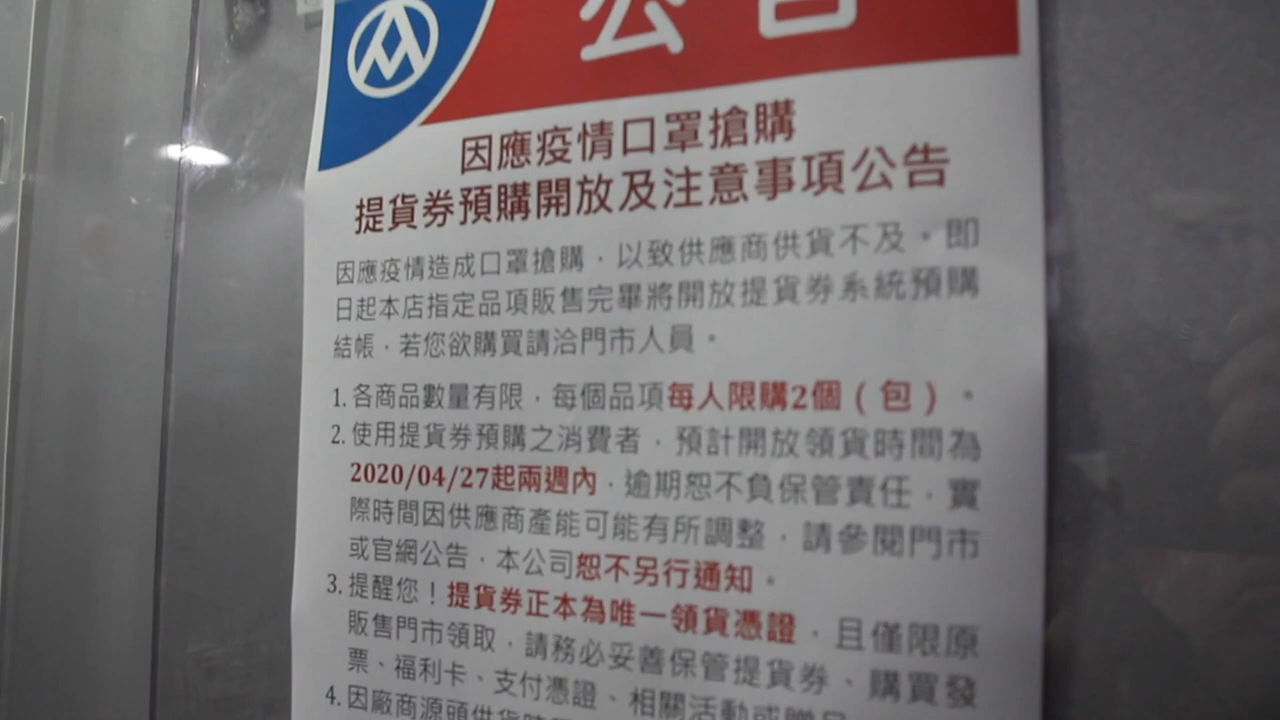 公告
因應疫情口罩搶購
提貨券預購開放及注意事項公告
因應疫情造成口罩搶購，以致供應商供貨不及。即
日起本店指定品項販售完畢將開放提貨券系統預購
結帳，若您欲購買請洽門市人員。
1. 各商品數量有限，每個品項每人限購2個（包）。
2. 使用提貨券預購之消費者，預計開放領貨時間為
2020/04/27起兩週內，逾期恕不負保管責任，實
際時間因供應商產能可能有所調整，請參閱門市
或官網公告，本公司恕不另行通知。
3. 提醒您！提貨券正本為唯一領貨憑證，且僅限原
販售門市領取，請務必妥善保管提貨券、購買發
票、福利卡、支付憑證、相關活動或贈品
4. 因廠商源頭供貨時